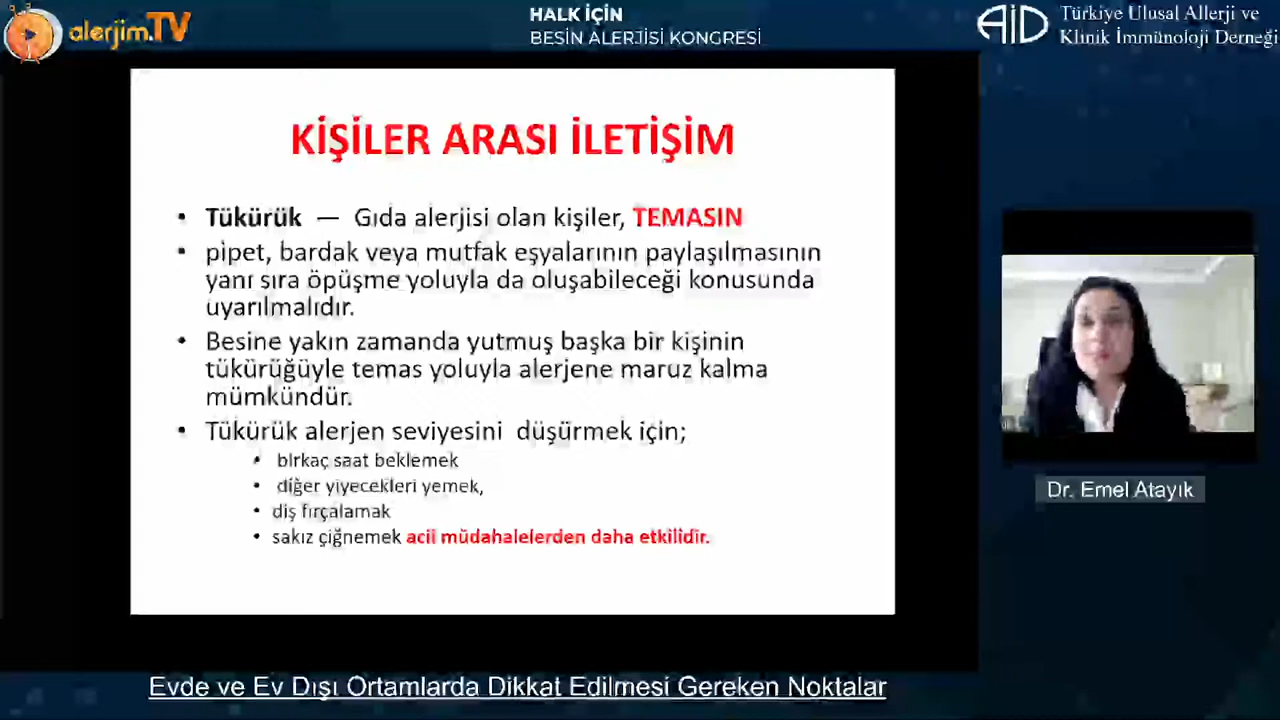 alerjim.TV
HALK İÇİN
BESİN ALERJİSİ KONGRESİ
AİD
Türkiye Ulusal Allerji ve
Klinik İmmünoloji Derneği
KİŞİLER ARASI İLETİŞİM
• Tükürük — Gıda alerjisi olan kişiler, TEMASIN
• pipet, bardak veya mutfak eşyalarının paylaşılmasının
yanı sıra öpüşme yoluyla da oluşabileceği konusunda
uyarılmalıdır.
• Besine yakın zamanda yutmuş başka bir kişinin
tükürüğüyle temas yoluyla alerjene maruz kalma
mümkündür.
• Tükürük alerjen seviyesini düşürmek için;
• birkaç saat beklemek
• diğer yiyecekleri yemek,
• diş fırçalamak
• sakız çiğnemek acil müdahalelerden daha etkilidir.
Dr. Emel Atayık
Evde ve Ev Dışı Ortamlarda Dikkat Edilmesi Gereken Noktalar